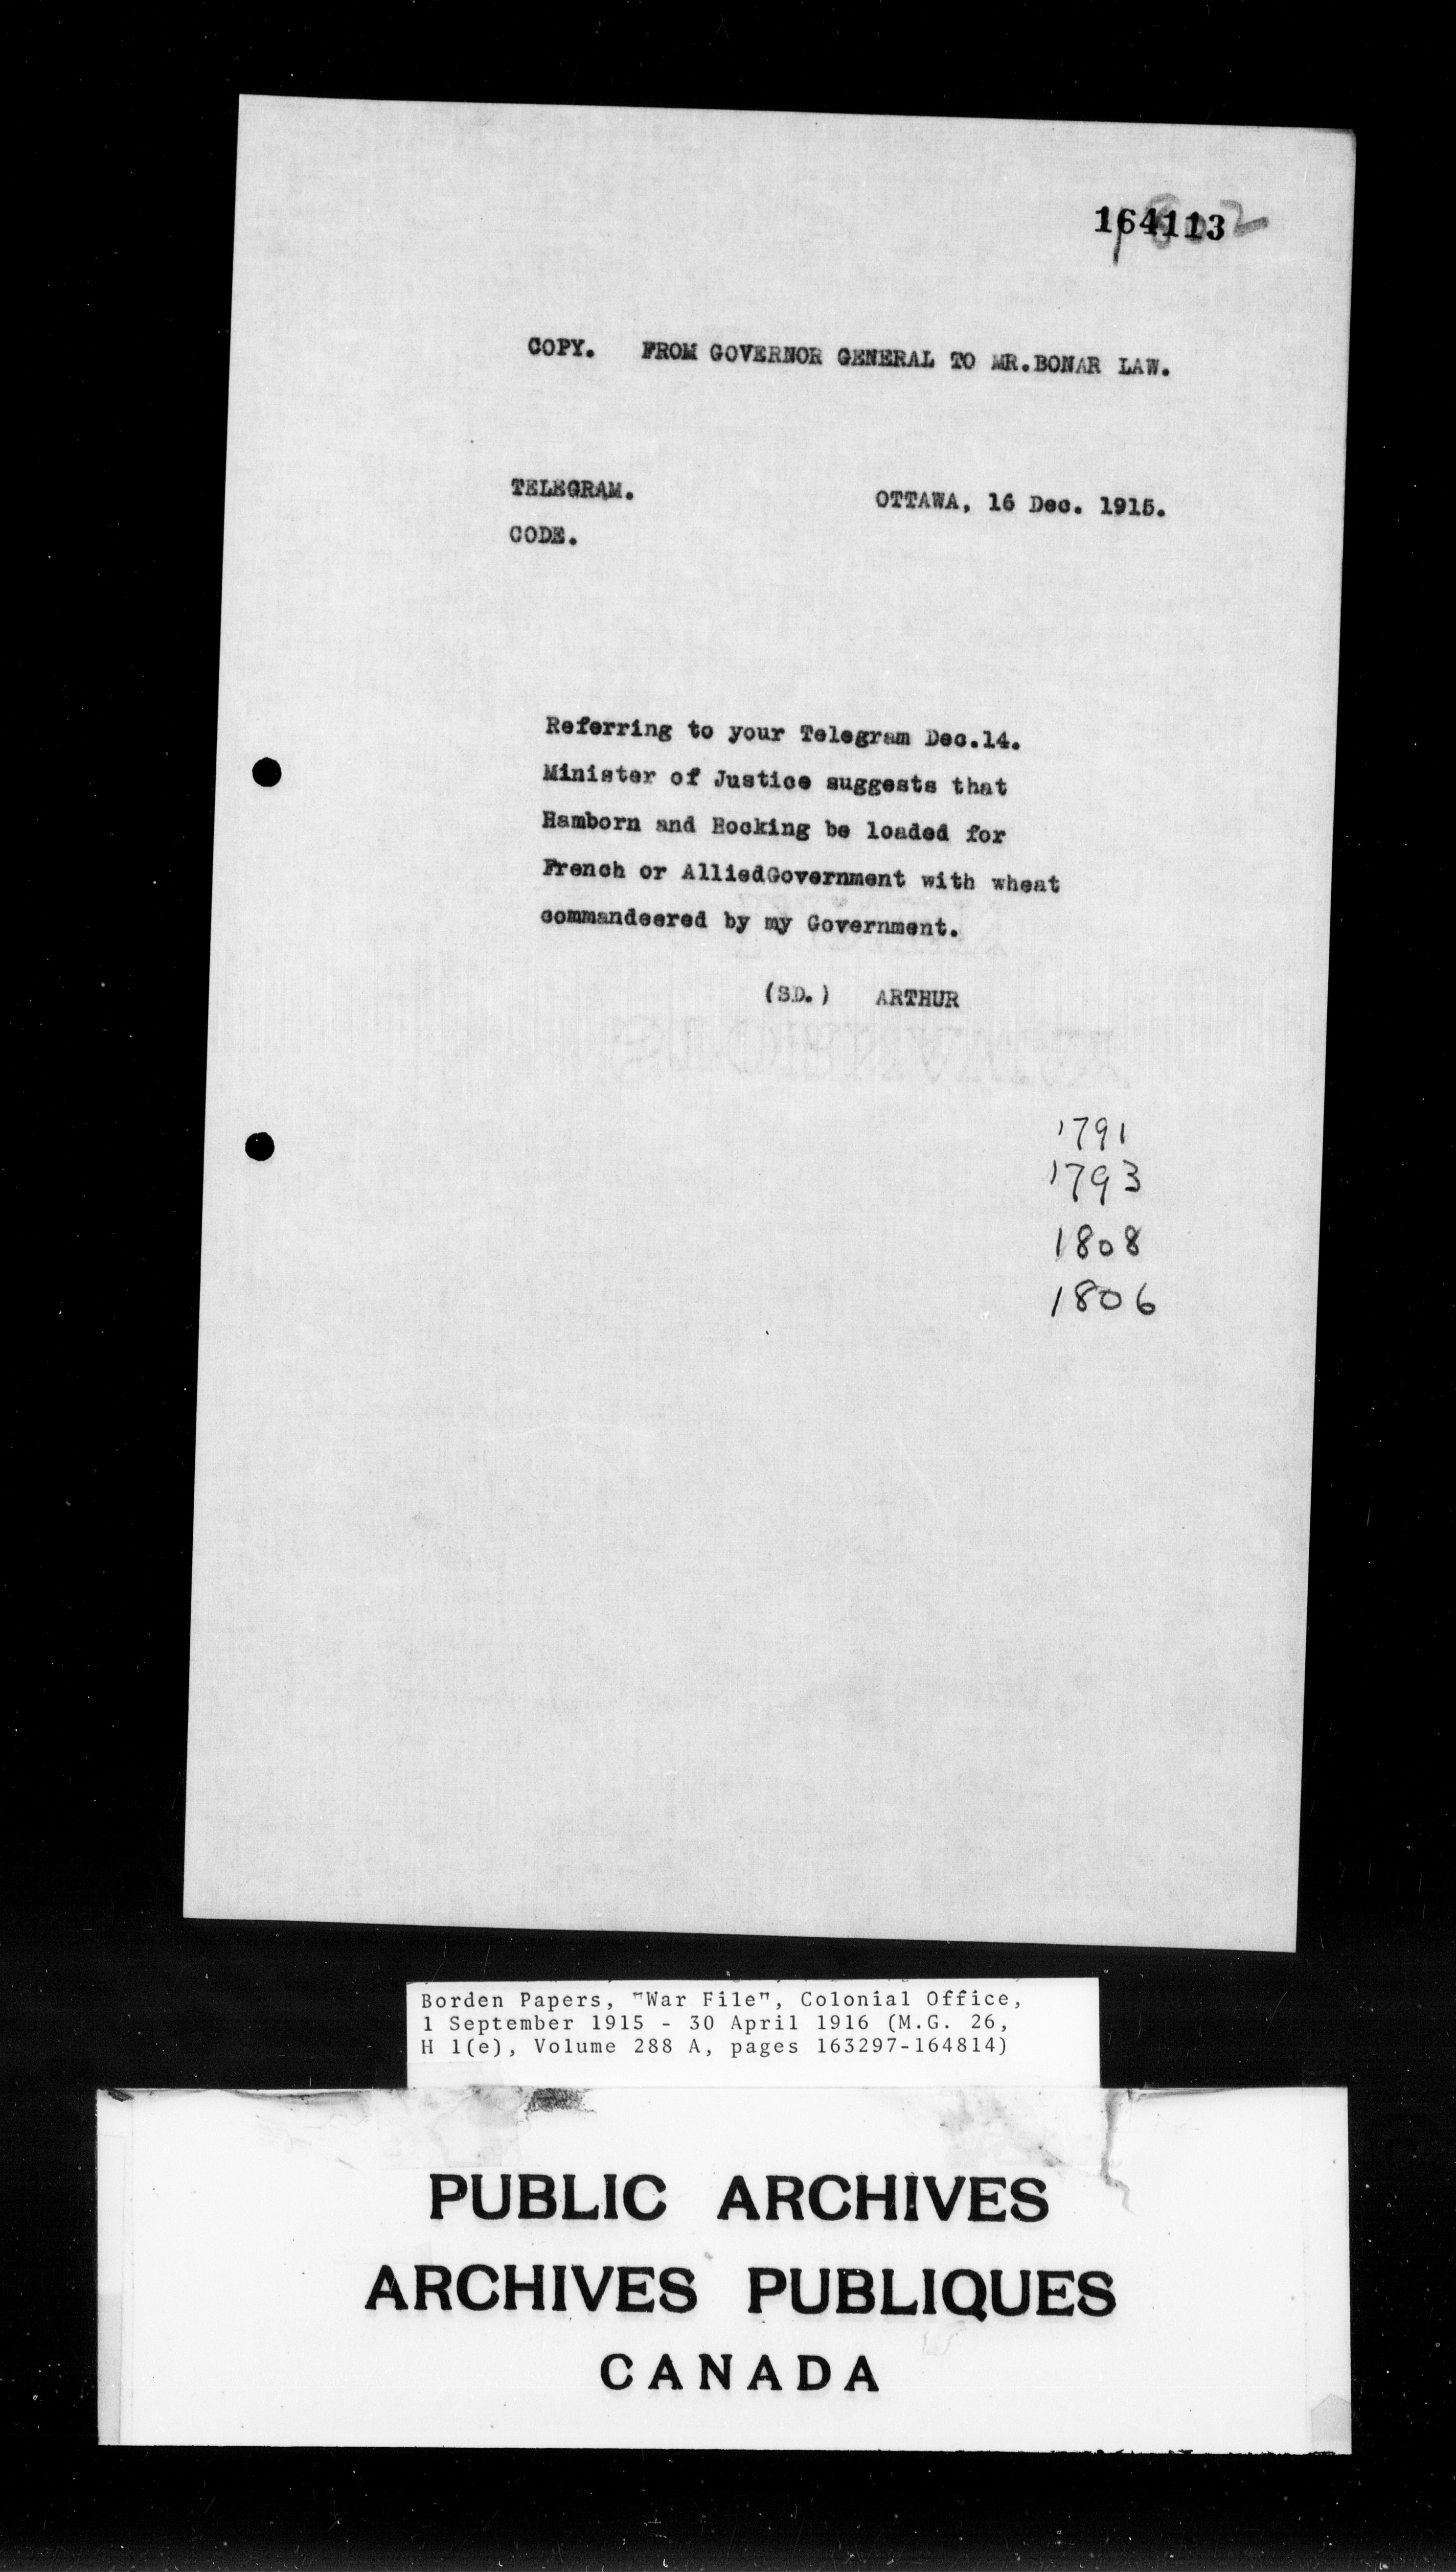 164113
COPY. FROM GOVERNOR GENERAL TO MR.BONAR LAW.
TELEGRAM. OTTAWA, 16 Dec. 1915.
CODE.
Referring to your Telegram Dec.14.
Minister of Justice suggests that
Hamborn and Hocking be loaded for
French or AlliedGovernment with wheat
commandeered by my Government.
(SD.) ARTHUR
1791
1793
1808
1806
Borden Papers, "War File", Colonial Office,
1 September 1915 - 30 April 1916 (M.G. 26,
H 1(e), Volume 288 A, pages 163297-164814)
PUBLIC ARCHIVES
ARCHIVES PUBLIQUES
CANADA